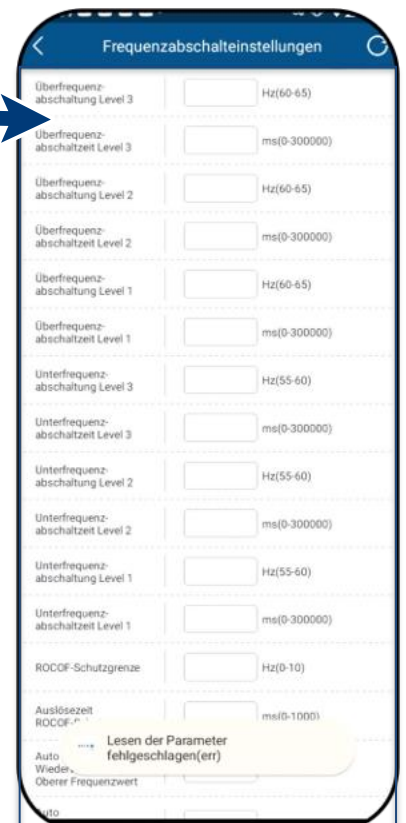 Frequenzabschalteinstellungen
Überfrequenz-
abschaltung Level 3
Hz(60-65)
Überfrequenz-
abschaltzeit Level 3
ms(0-300000)
Überfrequenz-
abschaltung Level 2
Hz(60-65)
Überfrequenz-
abschaltzeit Level 2
ms(0-300000)
Überfrequenz-
abschaltung Level 1
Hz(60-65)
Überfrequenz-
abschaltzeit Level 1
ms(0-300000)
Unterfrequenz-
abschaltung Level 3
Hz(55-60)
Unterfrequenz-
abschaltzeit Level 3
ms(0-300000)
Unterfrequenz-
abschaltung Level 2
Hz(55-60)
Unterfrequenz-
abschaltzeit Level 2
ms(0-300000)
Unterfrequenz-
abschaltung Level 1
Hz(55-60)
Unterfrequenz-
abschaltzeit Level 1
ms(0-300000)
ROCOF-Schutzgrenze
Hz(0-10)
Auslösezeit
ms(0-1000)
Lesen der Parameter
fehlgeschlagen(err)
Auto
Oberer Frequenzwert